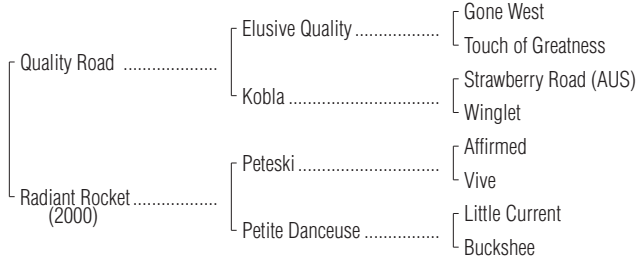 Gone West
Elusive Quality ..................
Touch of Greatness
Quality Road ....................
Strawberry Road (AUS)
Kobla ................................
Winglet
Affirmed
Peteski ..............................
Vive
Radiant Rocket ..................
(2000)
Little Current
Petite Danceuse ................
Buckshee